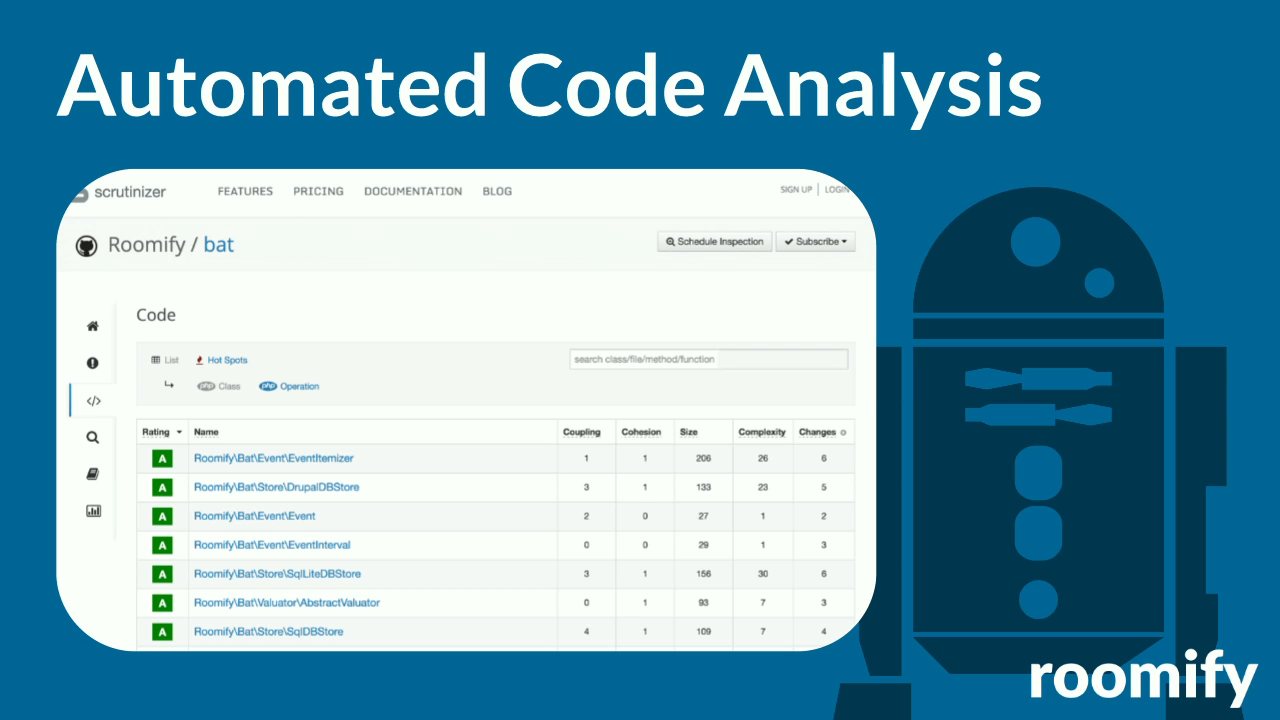 Automated Code Analysis
scrutinizer FEATURES PRICING DOCUMENTATION BLOG SIGN UP LOGIN
Roomify / bat Schedule Inspection Subscribe
Code
List Hot Spots search class/file/method/function
php Class php Operation
Rating Name Coupling Cohesion Size Complexity Changes
A Roomify\Bat\Event\EventItemizer 1 1 206 26 6
A Roomify\Bat\Store\DrupalDBStore 3 1 133 23 5
A Roomify\Bat\Event\Event 2 0 27 1 2
A Roomify\Bat\Event\EventInterval 0 0 29 1 3
A Roomify\Bat\Store\SqlLiteDBStore 3 1 156 30 6
A Roomify\Bat\Valuator\AbstractValuator 0 1 93 7 3
A Roomify\Bat\Store\SqlDBStore 4 1 109 7 4
roomify